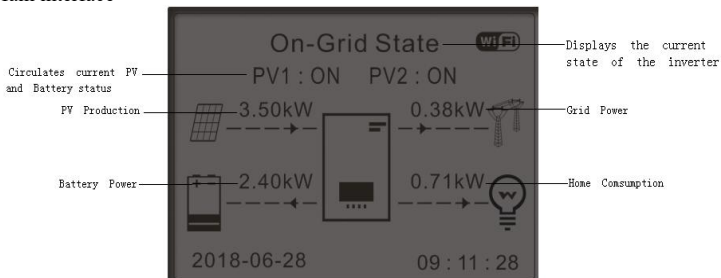 On-Grid State
WiFi
Displays the current
state of the inverter
Circulates current PV
and Battery status
PV1 : ON PV2 : ON
PV Production
3.50kW
0.38kW
Grid Power
Battery Power
2.40kW
0.71kW
Home Comsumption
2018-06-28
09 : 11 : 28